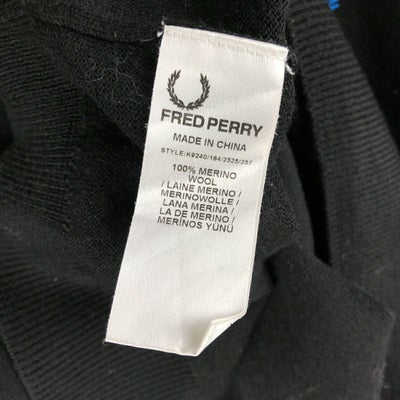 FRED PERRY
MADE IN CHINA
STYLE:K9240/184/2325/257
100% MERINO
WOOL
/ LAINE MERINO /
MERINOWOLLE /
LANA MERINA /
LA DE MERINO /
MERİNOS YÜNÜ